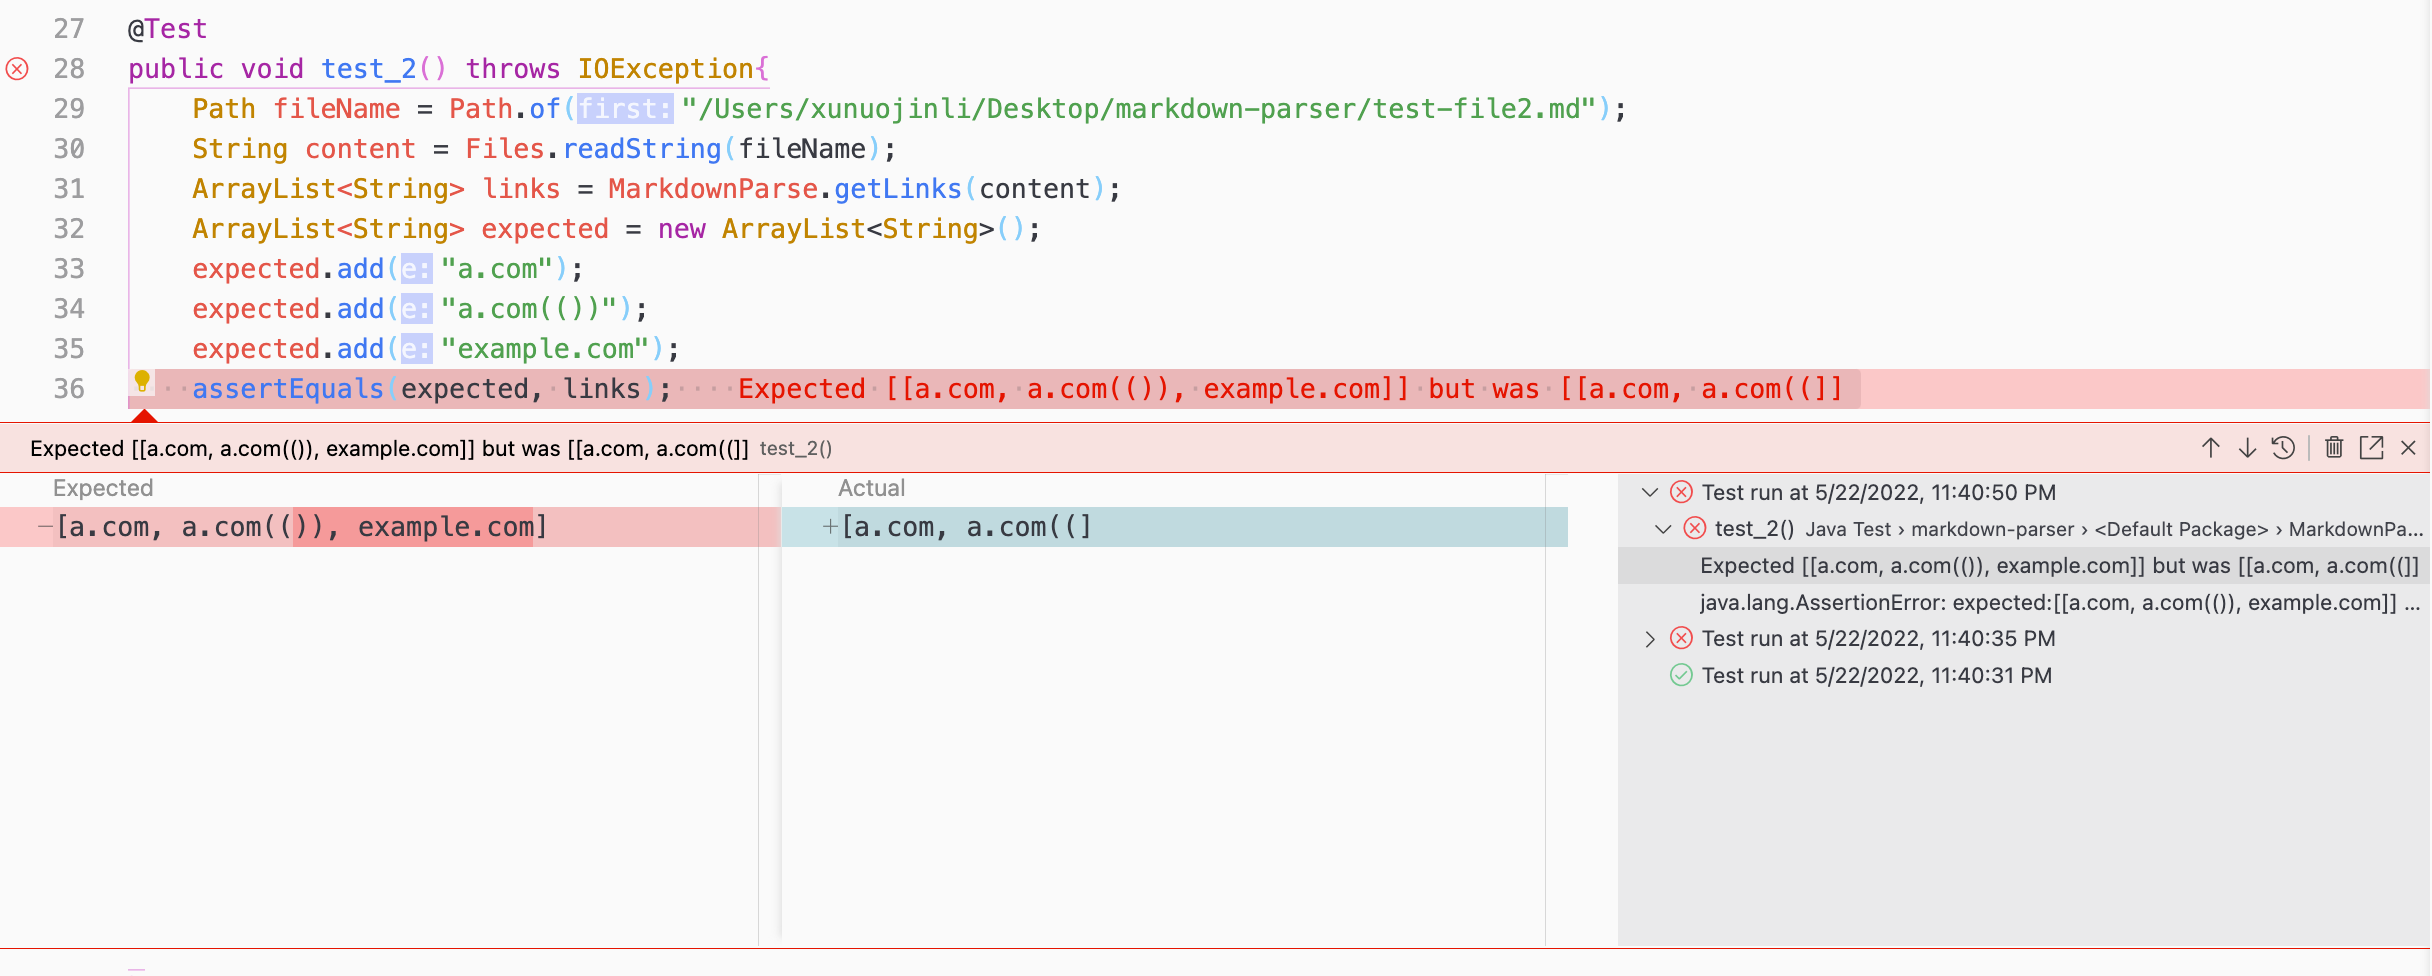 27 @Test
28 public void test_2() throws IOException{
29 Path fileName = Path.of(first: "/Users/xunuojinli/Desktop/markdown-parser/test-file2.md");
30 String content = Files.readString(fileName);
31 ArrayList<String> links = MarkdownParse.getLinks(content);
32 ArrayList<String> expected = new ArrayList<String>();
33 expected.add(e: "a.com");
34 expected.add(e: "a.com(())");
35 expected.add(e: "example.com");
36 assertEquals(expected, links); Expected [[a.com, a.com(()), example.com]] but was [[a.com, a.com((]]
Expected [[a.com, a.com(()), example.com]] but was [[a.com, a.com((]] test_2()
Expected
−[a.com, a.com(()), example.com]
Actual
+[a.com, a.com((]
Test run at 5/22/2022, 11:40:50 PM
test_2() Java Test › markdown-parser › <Default Package> › MarkdownPa...
Expected [[a.com, a.com(()), example.com]] but was [[a.com, a.com((]]
java.lang.AssertionError: expected:[[a.com, a.com(()), example.com]] ...
Test run at 5/22/2022, 11:40:35 PM
Test run at 5/22/2022, 11:40:31 PM